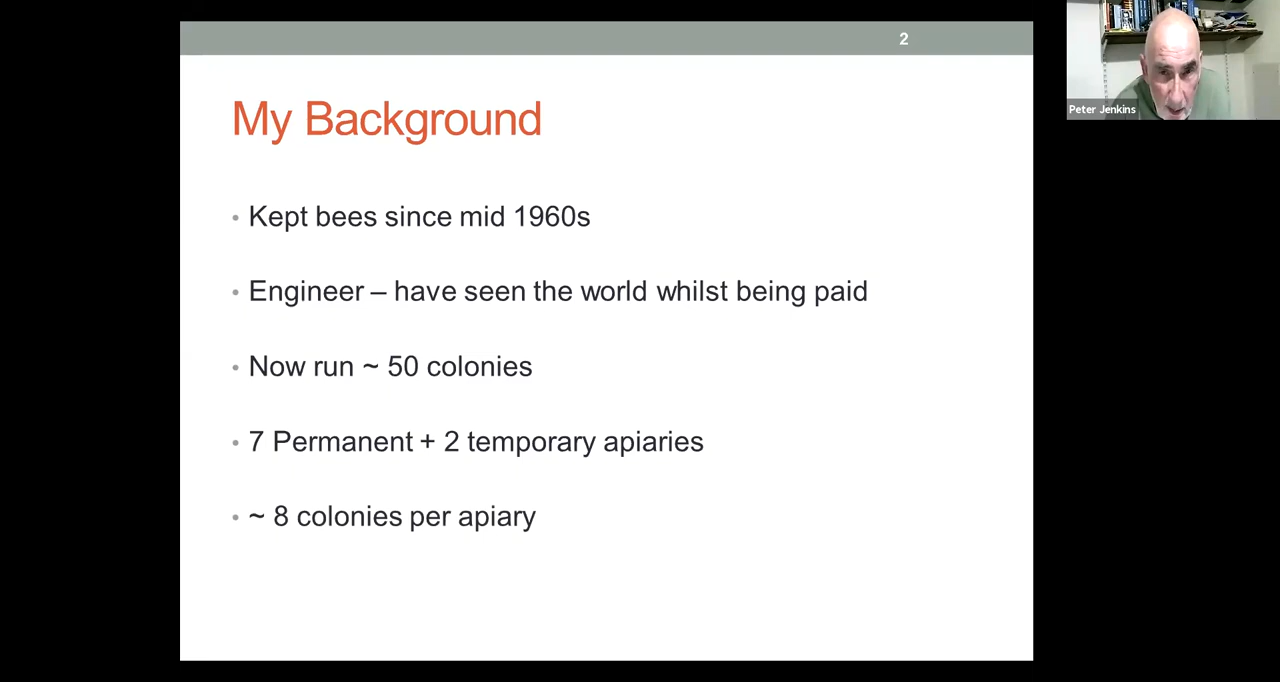 2
My Background
• Kept bees since mid 1960s
• Engineer – have seen the world whilst being paid
• Now run ~ 50 colonies
• 7 Permanent + 2 temporary apiaries
• ~ 8 colonies per apiary
Peter Jenkins